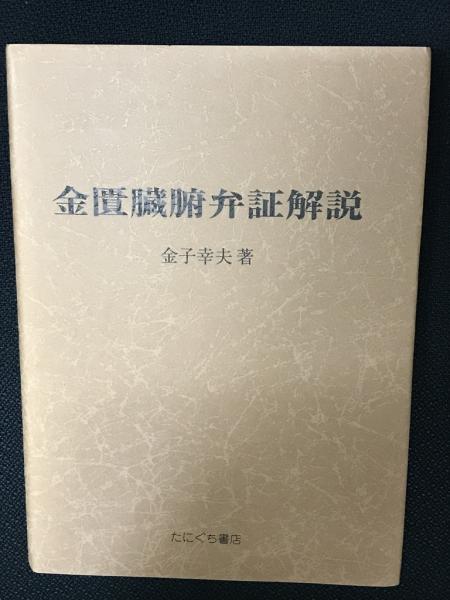 金匱臓腑弁証解説
金子幸夫 著
たにぐち書店